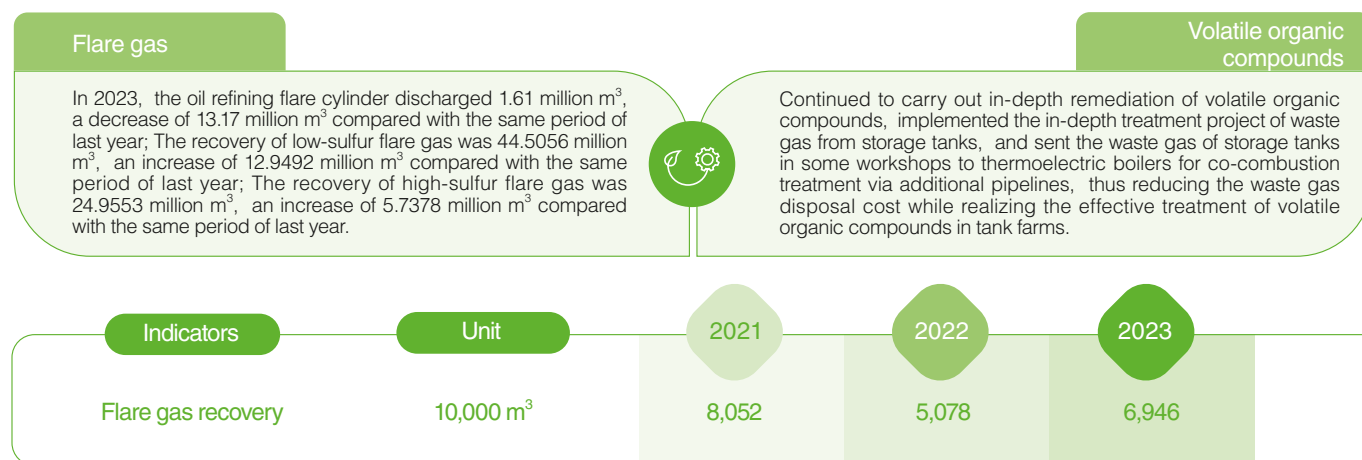 Flare gas
In 2023, the oil refining flare cylinder discharged 1.61 million m³,
a decrease of 13.17 million m³ compared with the same period of
last year; The recovery of low-sulfur flare gas was 44.5056 million
m³, an increase of 12.9492 million m³ compared with the same
period of last year; The recovery of high-sulfur flare gas was
24.9553 million m³, an increase of 5.7378 million m³ compared
with the same period of last year.
Volatile organic
compounds
Continued to carry out in-depth remediation of volatile organic
compounds, implemented the in-depth treatment project of waste
gas from storage tanks, and sent the waste gas of storage tanks
in some workshops to thermoelectric boilers for co-combustion
treatment via additional pipelines, thus reducing the waste gas
disposal cost while realizing the effective treatment of volatile
organic compounds in tank farms.
Indicators Unit 2021 2022 2023
Flare gas recovery 10,000 m³ 8,052 5,078 6,946